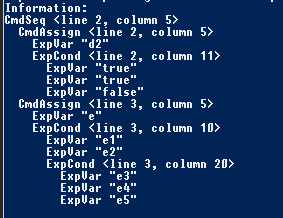 Information:
CmdSeq <line 2, column 5>
CmdAssign <line 2, column 5>
ExpVar "d2"
ExpCond <line 2, column 11>
ExpVar "true"
ExpVar "true"
ExpVar "false"
CmdAssign <line 3, column 5>
ExpVar "e"
ExpCond <line 3, column 10>
ExpVar "e1"
ExpVar "e2"
ExpCond <line 3, column 20>
ExpVar "e3"
ExpVar "e4"
ExpVar "e5"